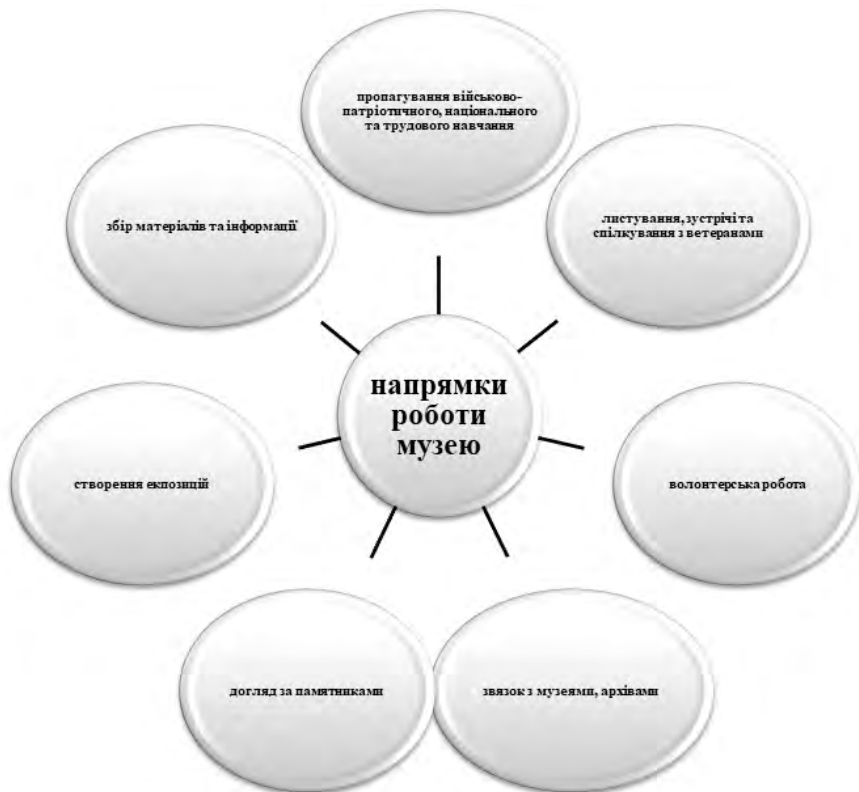 пропагування військово-
патріотичного, національного
та трудового навчання
збір матеріалів та інформації
листування, зустрічі та
спілкування з ветеранами
напрямки
роботи
музею
створення експозицій
волонтерська робота
догляд за памятниками
звязок з музеями, архівами